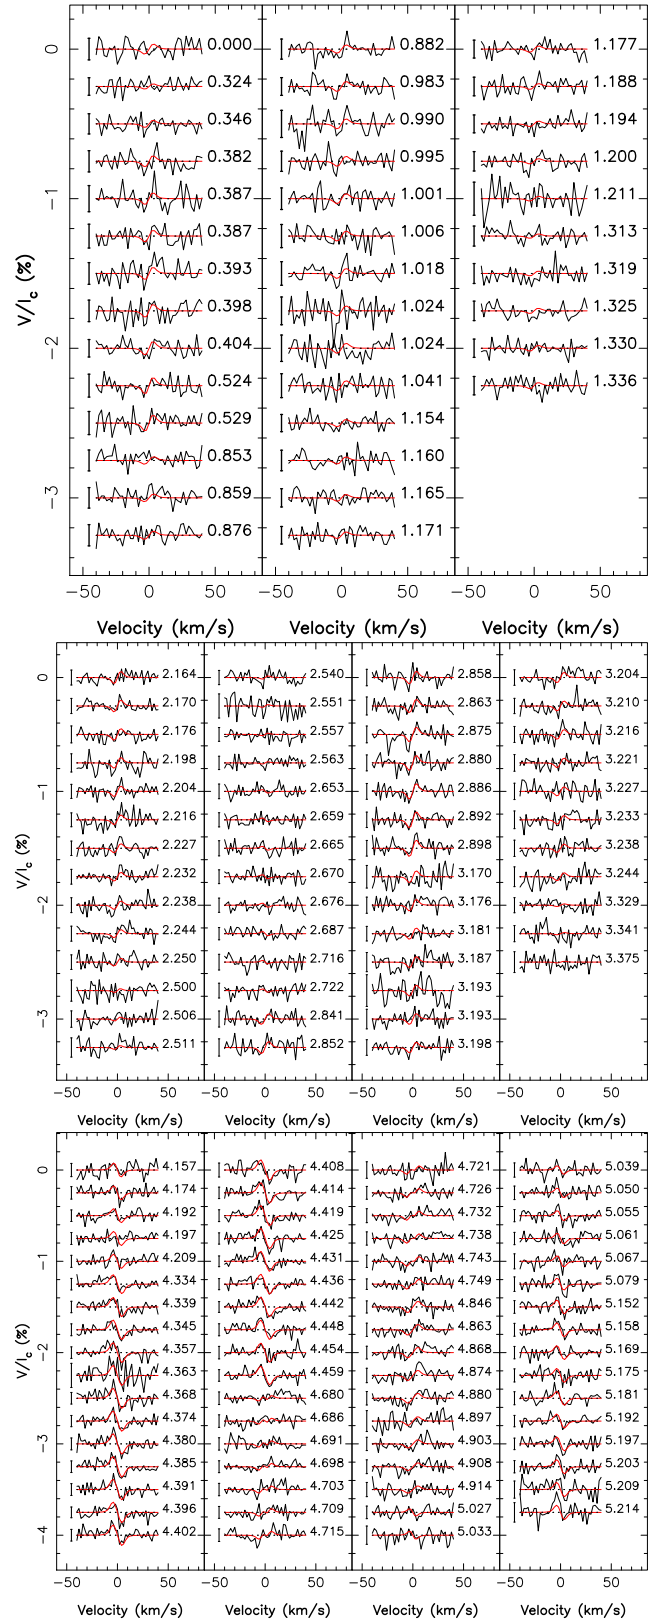 0 0.000 0.882 1.177
0.324 0.983 1.188
0.346 0.990 1.194
0.382 0.995 1.200
−1 0.387 1.001 1.211
0.387 1.006 1.313
0.393 1.018 1.319
0.398 1.024 1.325
−2 0.404 1.024 1.330
0.524 1.041 1.336
0.529 1.154
0.853 1.160
−3 0.859 1.165
0.876 1.171
V/Ic (%)
−50 0 50 −50 0 50 −50 0 50
Velocity (km/s) Velocity (km/s) Velocity (km/s)
0 2.164 2.540 2.858 3.204
2.170 2.551 2.863 3.210
2.176 2.557 2.875 3.216
2.198 2.563 2.880 3.221
−1 2.204 2.653 2.886 3.227
2.216 2.659 2.892 3.233
2.227 2.665 2.898 3.238
2.232 2.670 3.170 3.244
−2 2.238 2.676 3.176 3.329
2.244 2.687 3.181 3.341
2.250 2.716 3.187 3.375
2.500 2.722 3.193
−3 2.506 2.841 3.193
2.511 2.852 3.198
V/Ic (%)
−50 0 50 −50 0 50 −50 0 50 −50 0 50
Velocity (km/s) Velocity (km/s) Velocity (km/s) Velocity (km/s)
0 4.157 4.408 4.721 5.039
4.174 4.414 4.726 5.050
4.192 4.419 4.732 5.055
4.197 4.425 4.738 5.061
−1 4.209 4.431 4.743 5.067
4.334 4.436 4.749 5.079
4.339 4.442 4.846 5.152
4.345 4.448 4.863 5.158
−2 4.357 4.454 4.868 5.169
4.363 4.459 4.874 5.175
4.368 4.680 4.880 5.181
4.374 4.686 4.897 5.192
−3 4.380 4.691 4.903 5.197
4.385 4.698 4.908 5.203
4.391 4.703 4.914 5.209
4.396 4.709 5.027 5.214
−4 4.402 4.715 5.033
V/Ic (%)
−50 0 50 −50 0 50 −50 0 50 −50 0 50
Velocity (km/s) Velocity (km/s) Velocity (km/s) Velocity (km/s)